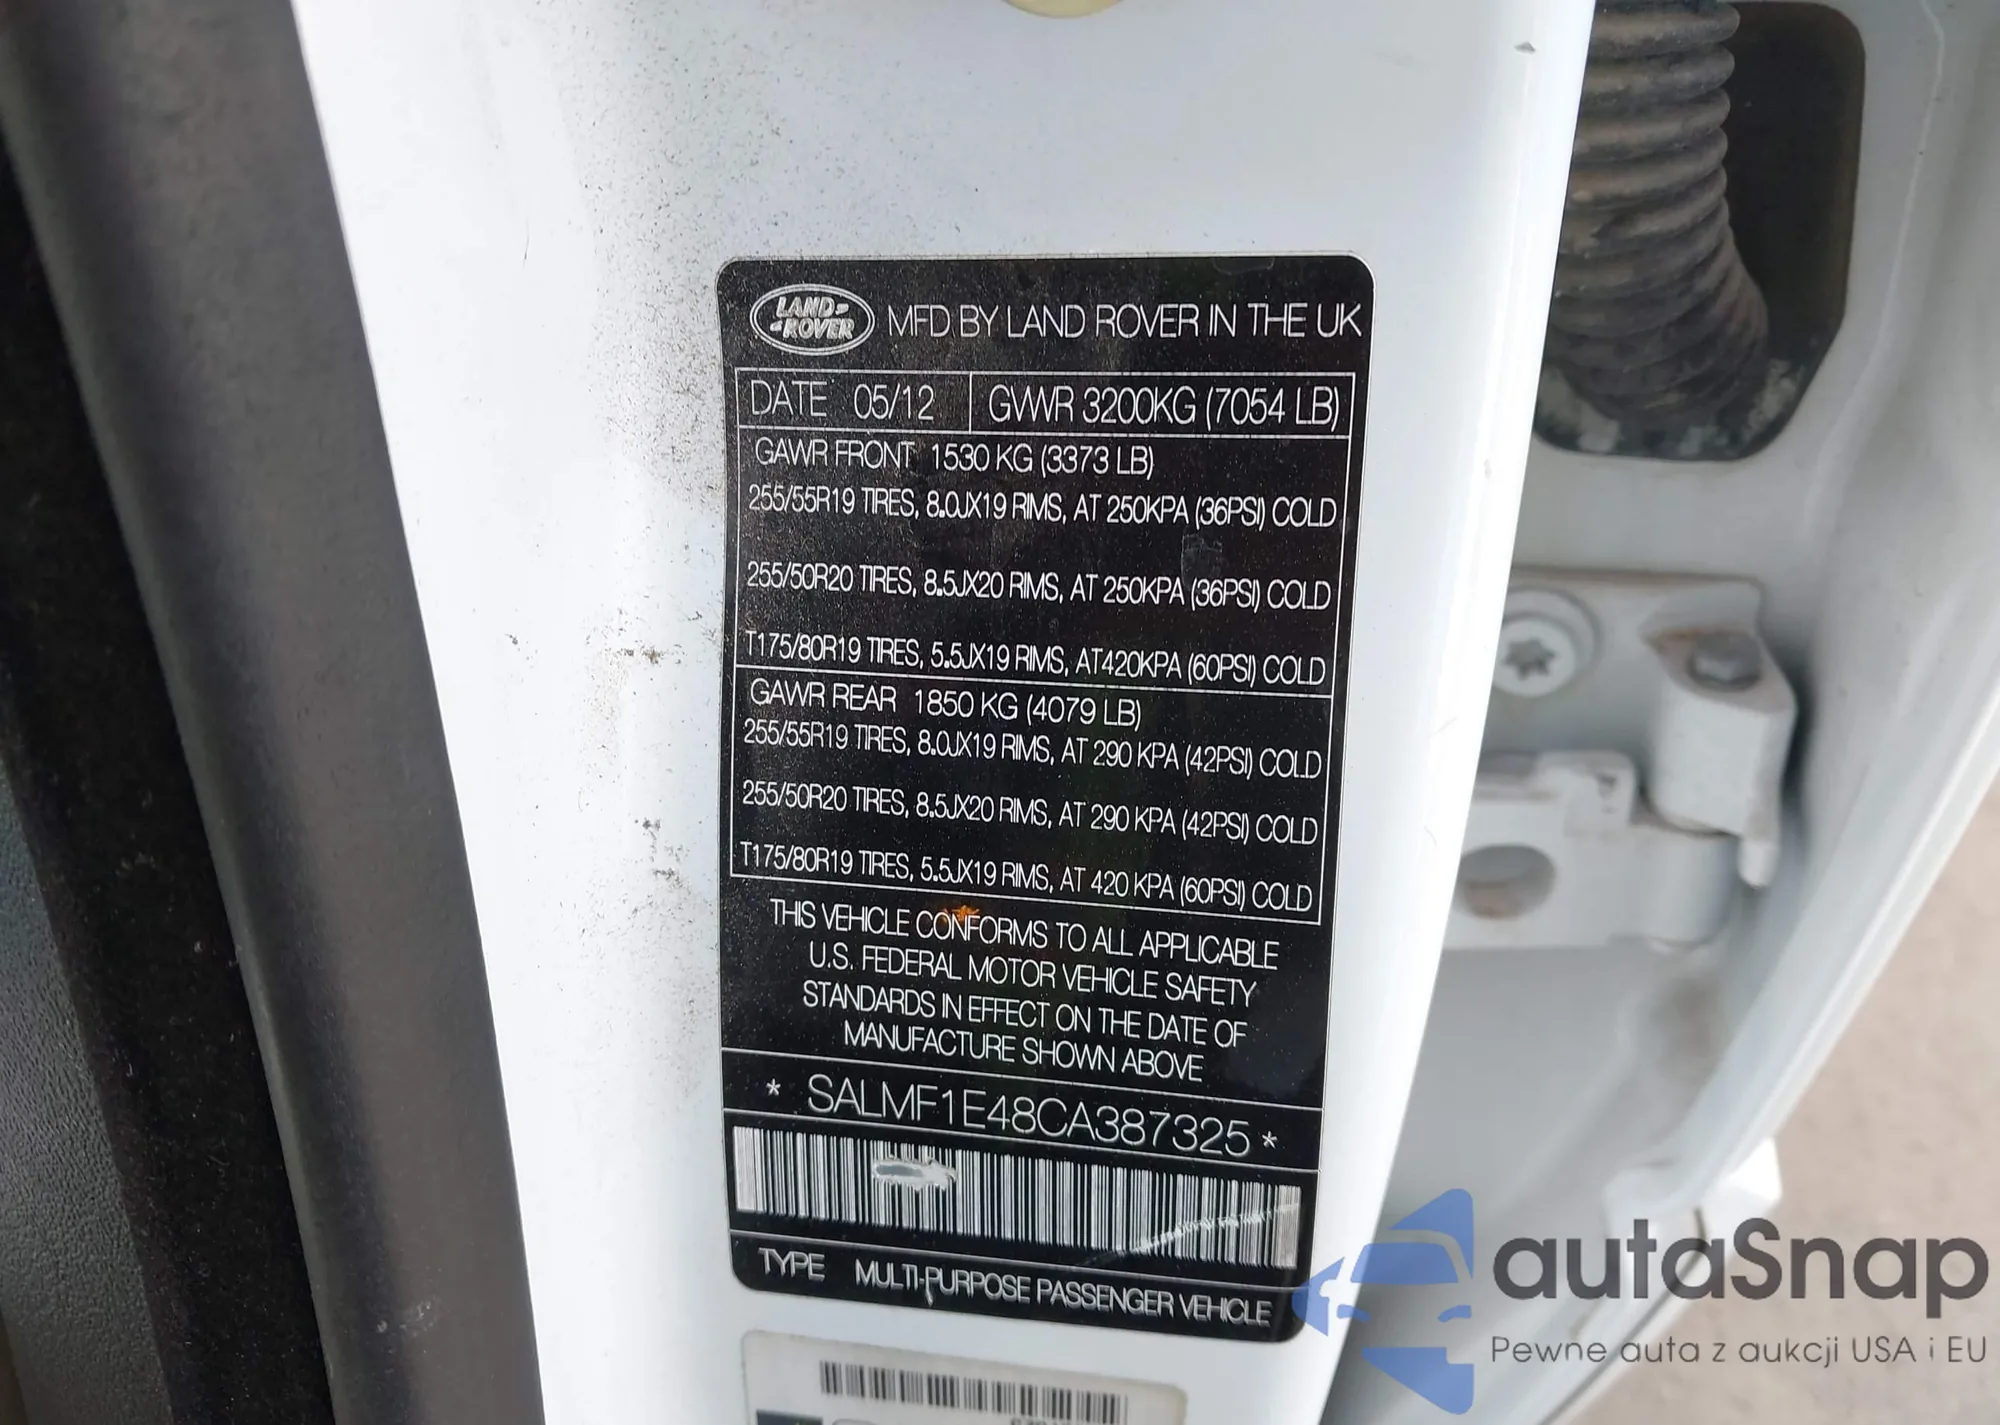 LAND ROVER MFD BY LAND ROVER IN THE UK
DATE 05/12 GVWR 3200KG (7054 LB)
GAWR FRONT 1530 KG (3373 LB)
255/55R19 TIRES, 8.0JX19 RIMS, AT 250KPA (36PSI) COLD
255/50R20 TIRES, 8.5JX20 RIMS, AT 250KPA (36PSI) COLD
T175/80R19 TIRES, 5.5JX19 RIMS, AT420KPA (60PSI) COLD
GAWR REAR 1850 KG (4079 LB)
255/55R19 TIRES, 8.0JX19 RIMS, AT 290 KPA (42PSI) COLD
255/50R20 TIRES, 8.5JX20 RIMS, AT 290 KPA (42PSI) COLD
T175/80R19 TIRES, 5.5JX19 RIMS, AT 420 KPA (60PSI) COLD
THIS VEHICLE CONFORMS TO ALL APPLICABLE
U.S. FEDERAL MOTOR VEHICLE SAFETY
STANDARDS IN EFFECT ON THE DATE OF
MANUFACTURE SHOWN ABOVE
* SALMF1E48CA387325 *
TYPE MULTI-PURPOSE PASSENGER VEHICLE
autaSnap
Pewne auta z aukcji USA i EU